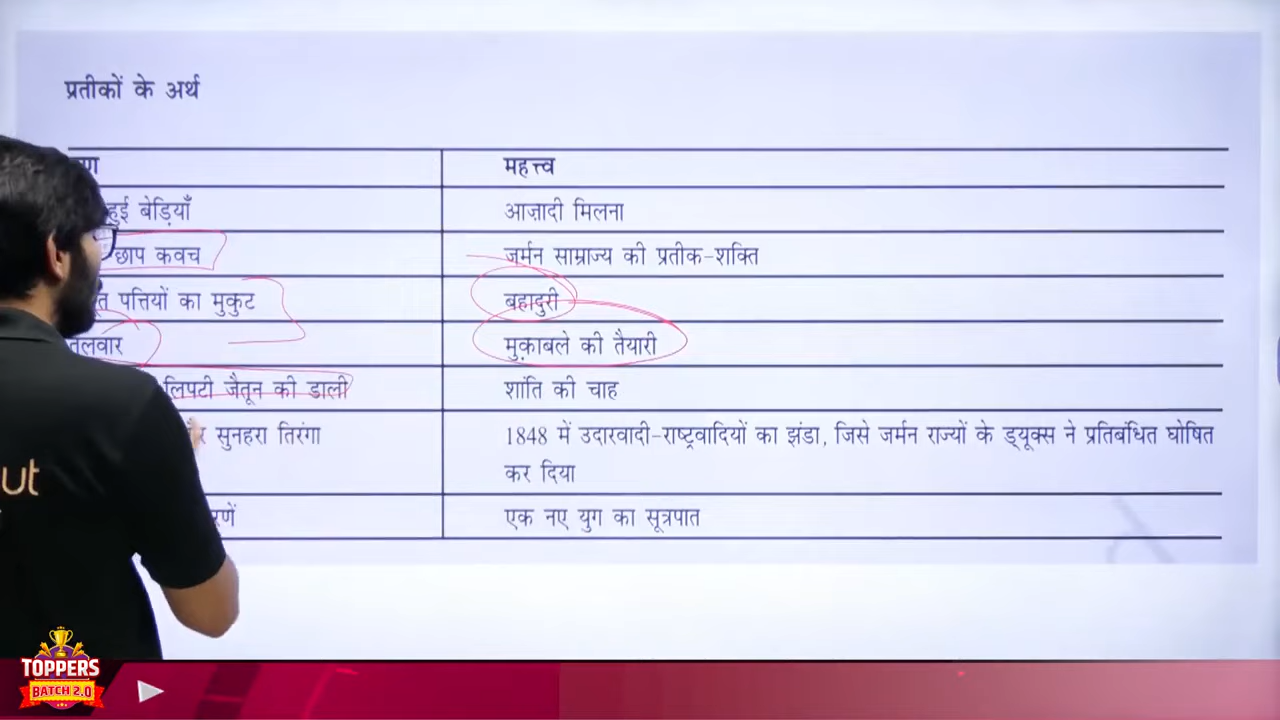 प्रतीकों के अर्थ
महत्त्व
हुई बेड़ियाँ आज़ादी मिलना
छाप कवच जर्मन साम्राज्य की प्रतीक-शक्ति
पत्तियों का मुकुट बहादुरी
तलवार मुक़ाबले की तैयारी
लिपटी जैतून की डाली शांति की चाह
सुनहरा तिरंगा 1848 में उदारवादी-राष्ट्रवादियों का झंडा, जिसे जर्मन राज्यों के ड्यूक्स ने प्रतिबंधित घोषित
कर दिया
एक नए युग का सूत्रपात
ut
TOPPERS
BATCH 2.0